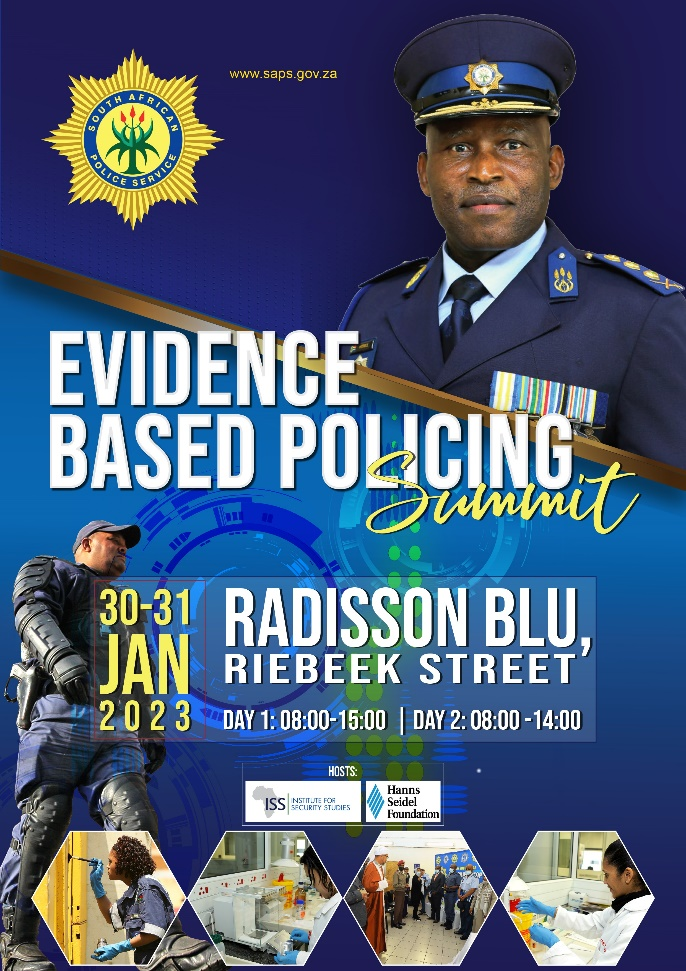 www.saps.gov.za
SOUTH AFRICAN
POLICE SERVICE
EVIDENCE
BASED POLICING
Summit
30-31
JAN
2023
RADISSON BLU,
RIEBEEK STREET
DAY 1: 08:00-15:00 | DAY 2: 08:00 -14:00
HOSTS:
ISS
INSTITUTE FOR
SECURITY STUDIES
Hanns
Seidel
Foundation